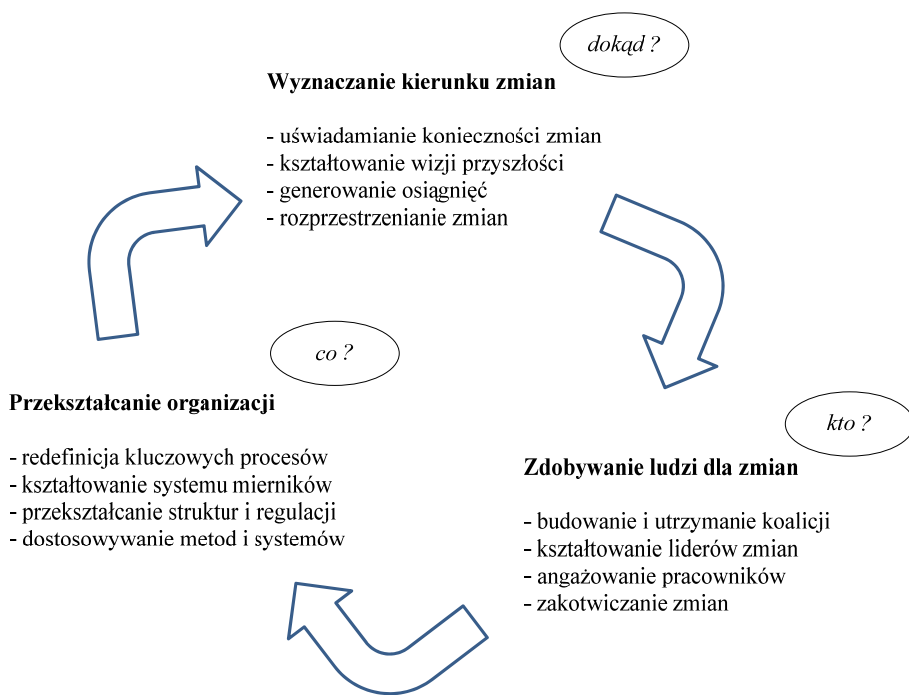 dokąd ?
Wyznaczanie kierunku zmian
- uświadamianie konieczności zmian
- kształtowanie wizji przyszłości
- generowanie osiągnięć
- rozprzestrzenianie zmian
co ?
Przekształcanie organizacji
- redefinicja kluczowych procesów
- kształtowanie systemu mierników
- przekształcanie struktur i regulacji
- dostosowywanie metod i systemów
kto ?
Zdobywanie ludzi dla zmian
- budowanie i utrzymanie koalicji
- kształtowanie liderów zmian
- angażowanie pracowników
- zakotwiczanie zmian